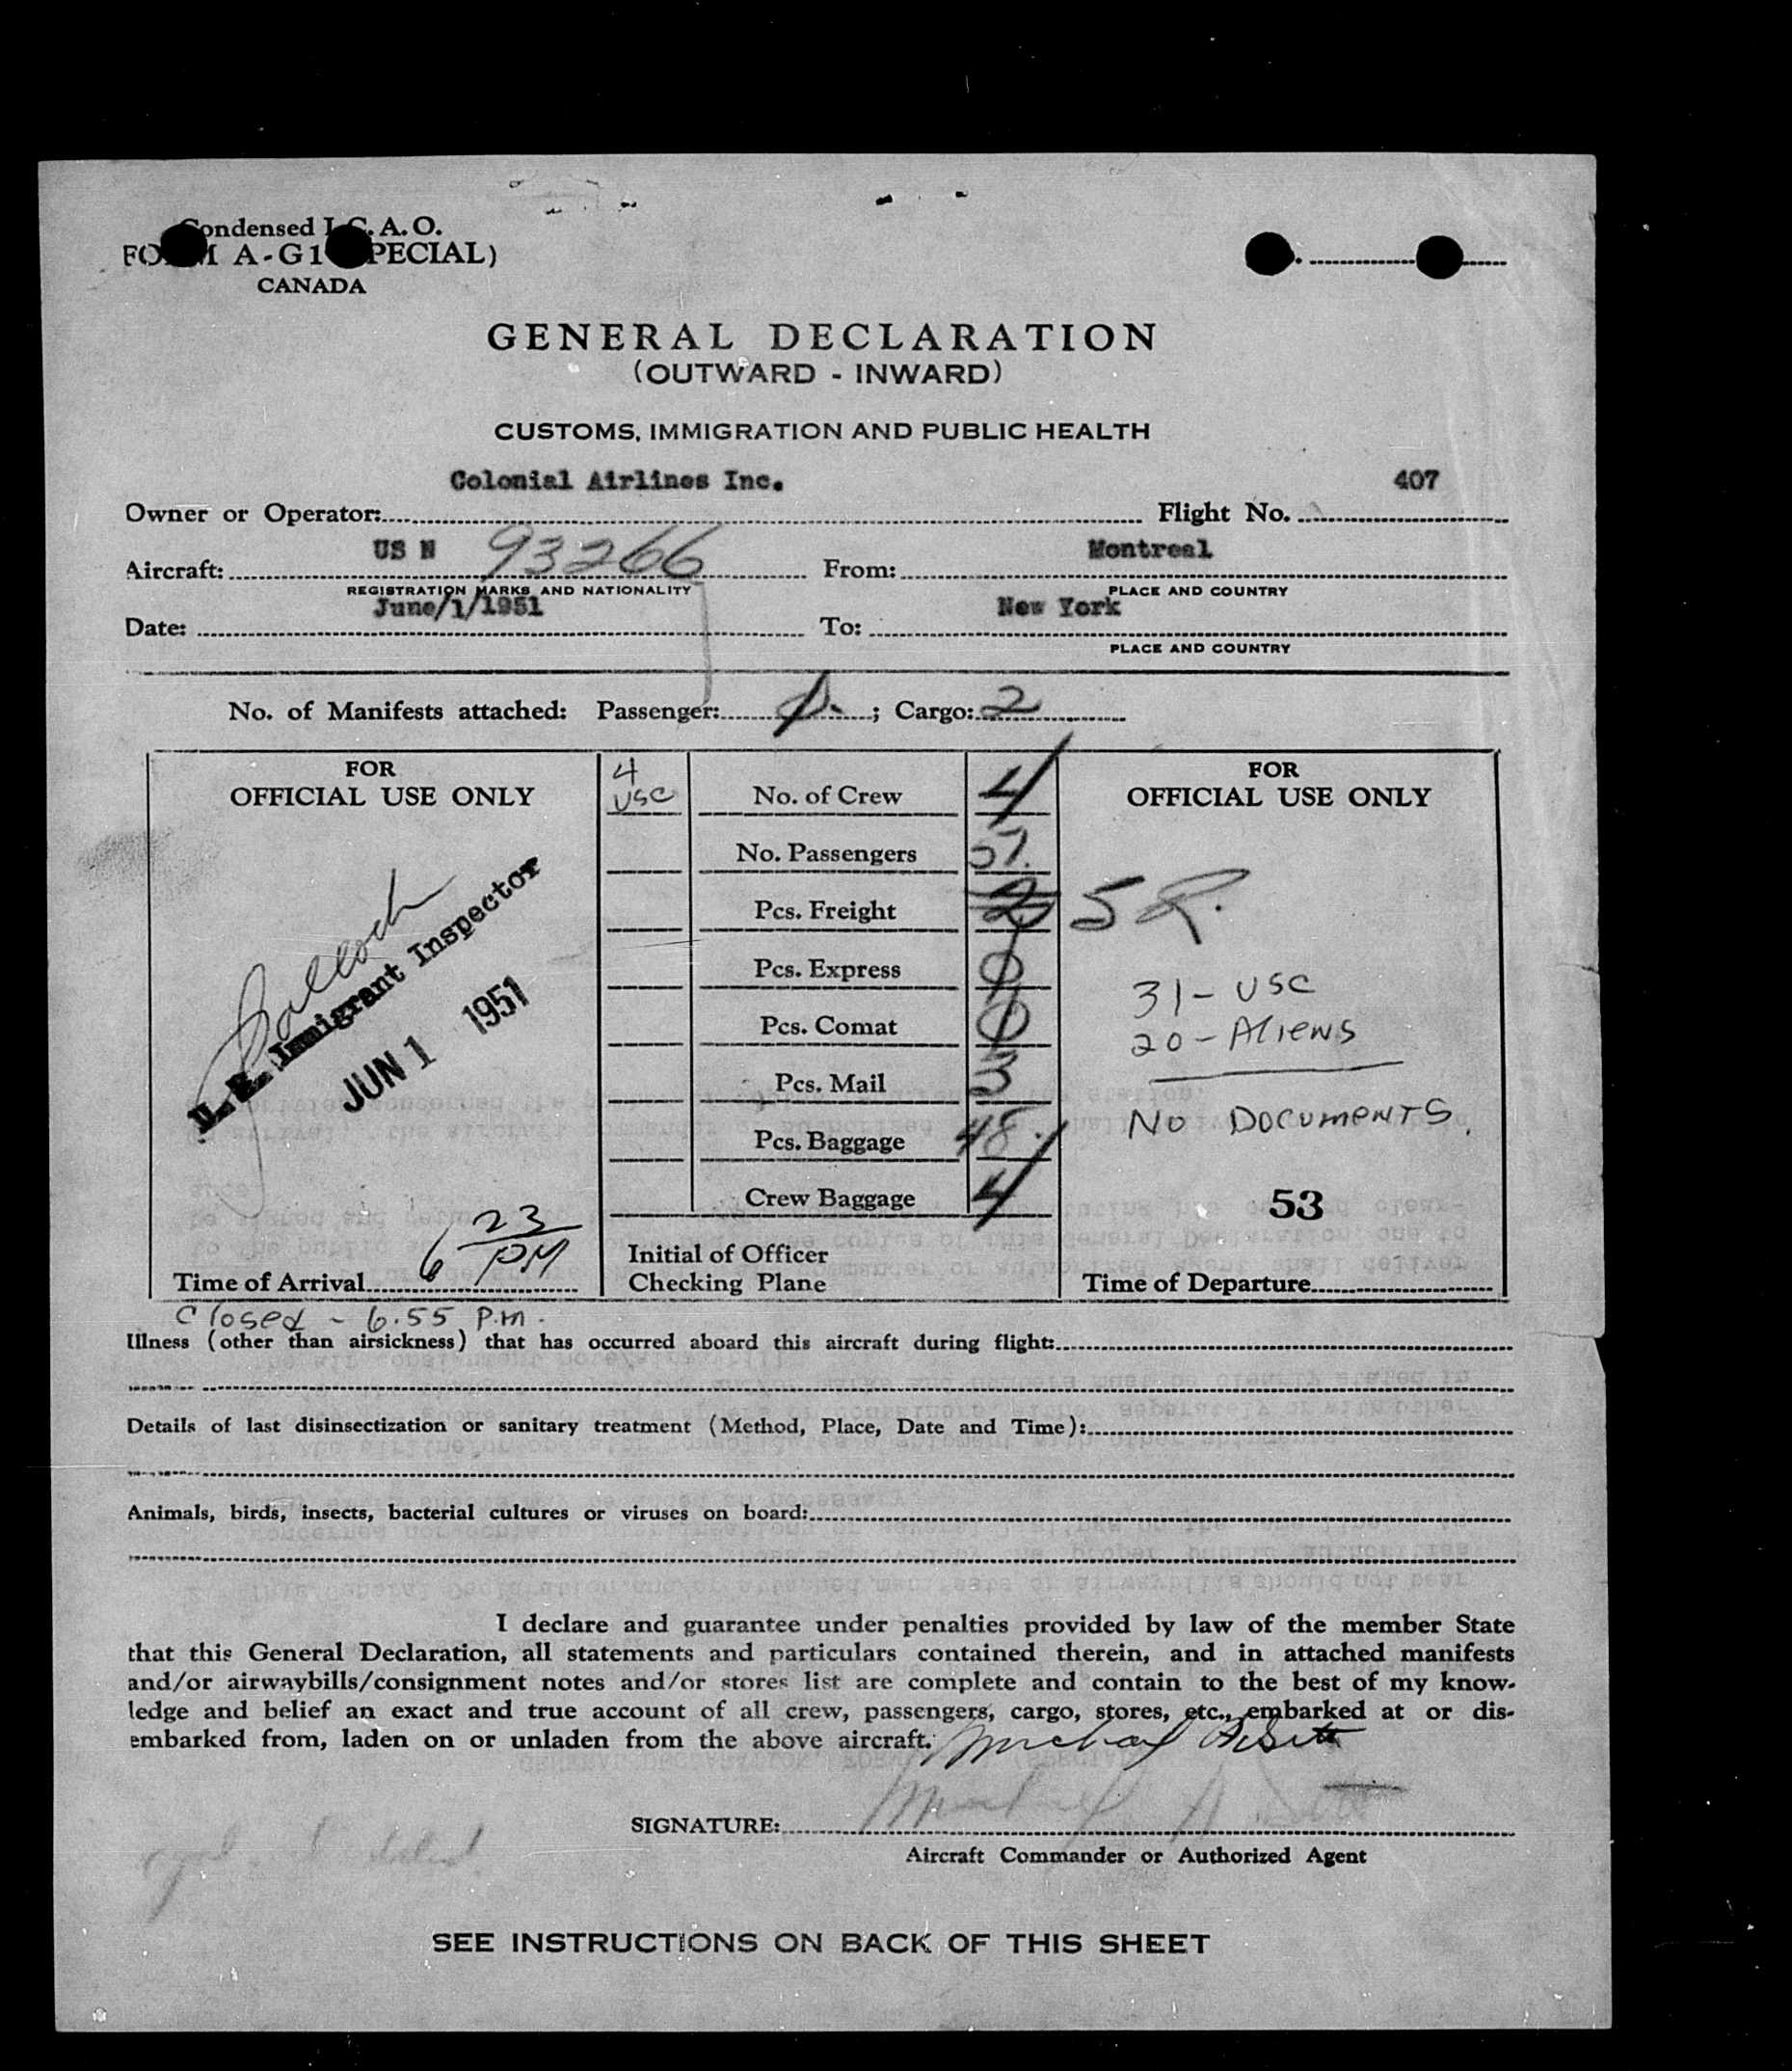 Condensed I.C.A.O.
FORM A-G1 (SPECIAL)
CANADA
GENERAL DECLARATION
(OUTWARD - INWARD)
CUSTOMS, IMMIGRATION AND PUBLIC HEALTH
Colonial Airlines Inc. 407
Owner or Operator: Flight No.
US N 93266 Montreal
Aircraft: From:
REGISTRATION MARKS AND NATIONALITY PLACE AND COUNTRY
June/1/1951 New York
Date: To:
PLACE AND COUNTRY
No. of Manifests attached: Passenger: ; Cargo: 2
FOR
OFFICIAL USE ONLY
U. S. Immigrant Inspector
JUN 1 1951
6 23 PM
Time of Arrival
Closed - 6.55 P.M.
4
USC
No. of Crew 4
No. Passengers
Pcs. Freight
Pcs. Express 0
Pcs. Comat 0
Pcs. Mail 3
Pcs. Baggage 48.
Crew Baggage 4
Initial of Officer
Checking Plane
FOR
OFFICIAL USE ONLY
31 - USC
20 - Aliens
No Documents.
53
Time of Departure
Illness (other than airsickness) that has occurred aboard this aircraft during flight:
Details of last disinsectization or sanitary treatment (Method, Place, Date and Time):
Animals, birds, insects, bacterial cultures or viruses on board:
I declare and guarantee under penalties provided by law of the member State
that this General Declaration, all statements and particulars contained therein, and in attached manifests
and/or airwaybills/consignment notes and/or stores list are complete and contain to the best of my know-
ledge and belief an exact and true account of all crew, passengers, cargo, stores, etc., embarked at or dis-
embarked from, laden on or unladen from the above aircraft. Michael
SIGNATURE:
Aircraft Commander or Authorized Agent
SEE INSTRUCTIONS ON BACK OF THIS SHEET